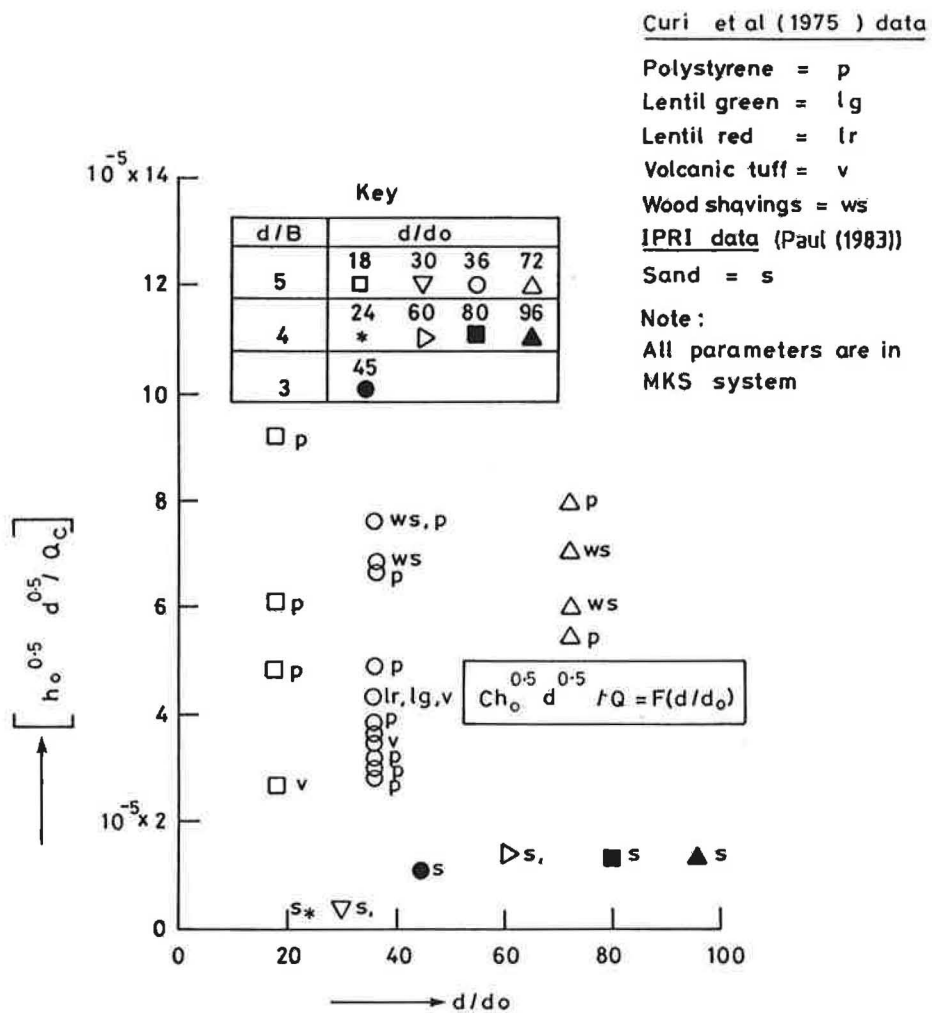 Curi et al (1975 ) data
Polystyrene = p
Lentil green = lg
Lentil red = lr
Volcanic tuff = v
Wood shavings = ws
IPRI data (Paul (1983))
Sand = s
Note :
All parameters are in
MKS system
Key
d/B d/do
5 18 30 36 72
4 24 60 80 96
3 45
10^-5 x 14
12
10
8
6
4
10^-5 x 2
0
[ h₀^0·5 d^0·5 / Q_C ]
p
p
p
v
ws, p
ws
p
p
lr, lg, v
p
v
p
p
p
p
ws
ws
p
Ch₀^0·5 d^0·5 / Q = F(d/d₀)
s
s,
s
s,
s
s
0 20 40 60 80 100
d/do